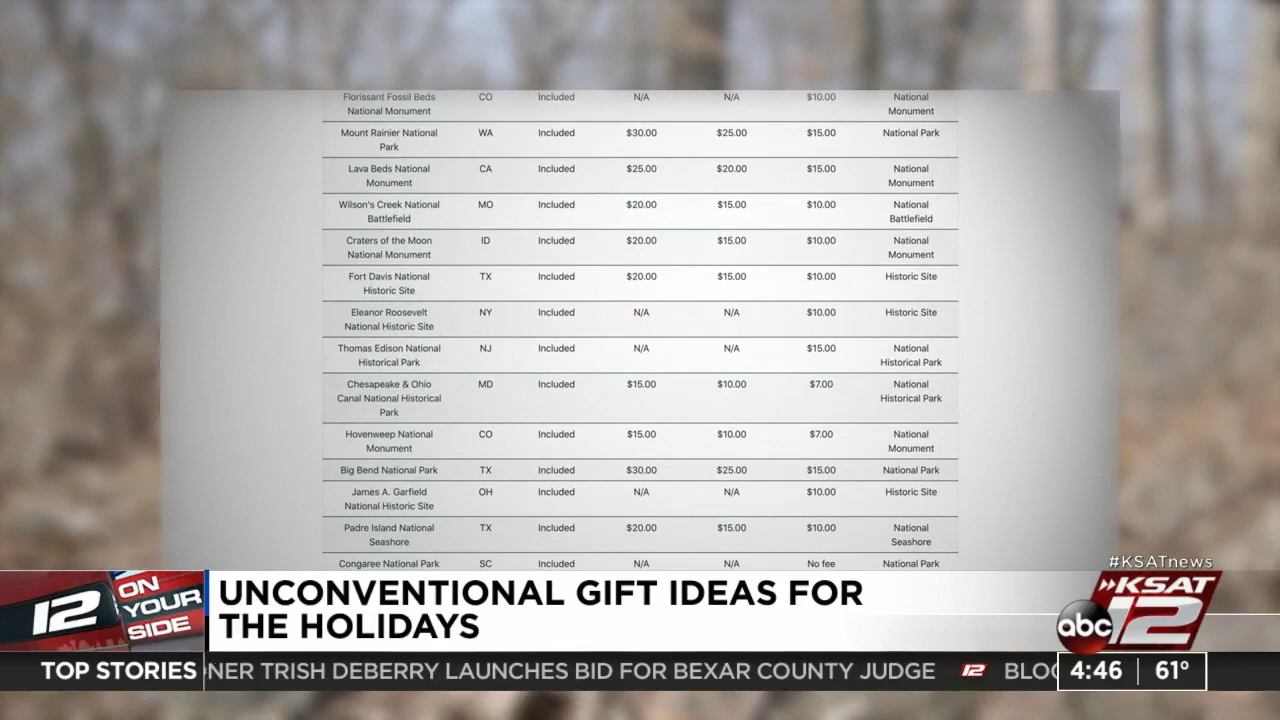 Florissant Fossil Beds CO Included N/A N/A $10.00 National
National Monument Monument
Mount Rainier National WA Included $30.00 $25.00 $15.00 National Park
Park
Lava Beds National CA Included $25.00 $20.00 $15.00 National
Monument Monument
Wilson's Creek National MO Included $20.00 $15.00 $10.00 National
Battlefield Battlefield
Craters of the Moon ID Included $20.00 $15.00 $10.00 National
National Monument Monument
Fort Davis National TX Included $20.00 $15.00 $10.00 Historic Site
Historic Site
Eleanor Roosevelt NY Included N/A N/A $10.00 Historic Site
National Historic Site
Thomas Edison National NJ Included N/A N/A $15.00 National
Historical Park Historical Park
Chesapeake & Ohio MD Included $15.00 $10.00 $7.00 National
Canal National Historical Historical Park
Park
Hovenweep National CO Included $15.00 $10.00 $7.00 National
Monument Monument
Big Bend National Park TX Included $30.00 $25.00 $15.00 National Park
James A. Garfield OH Included N/A N/A $10.00 Historic Site
National Historic Site
Padre Island National TX Included $20.00 $15.00 $10.00 National
Seashore Seashore
Congaree National Park SC Included N/A N/A No fee National Park
#KSATnews
12 ON YOUR SIDE
UNCONVENTIONAL GIFT IDEAS FOR
THE HOLIDAYS
KSAT
abc 12
TOP STORIES ONER TRISH DEBERRY LAUNCHES BID FOR BEXAR COUNTY JUDGE 12 BLOC
4:46 61°